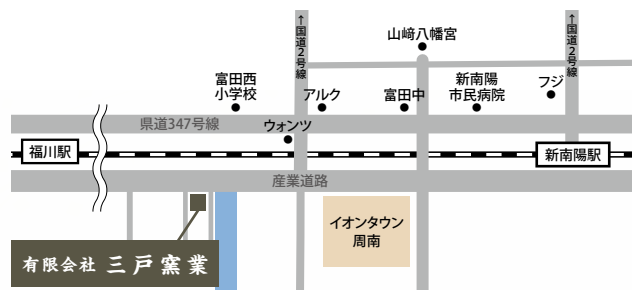 ↑国道2号線
↑国道2号線
山﨑八幡宮
富田西
小学校
アルク
富田中
新南陽
市民病院
フジ
県道347号線
ウォンツ
福川駅
新南陽駅
産業道路
イオンタウン
周南
有限会社 三戸窯業